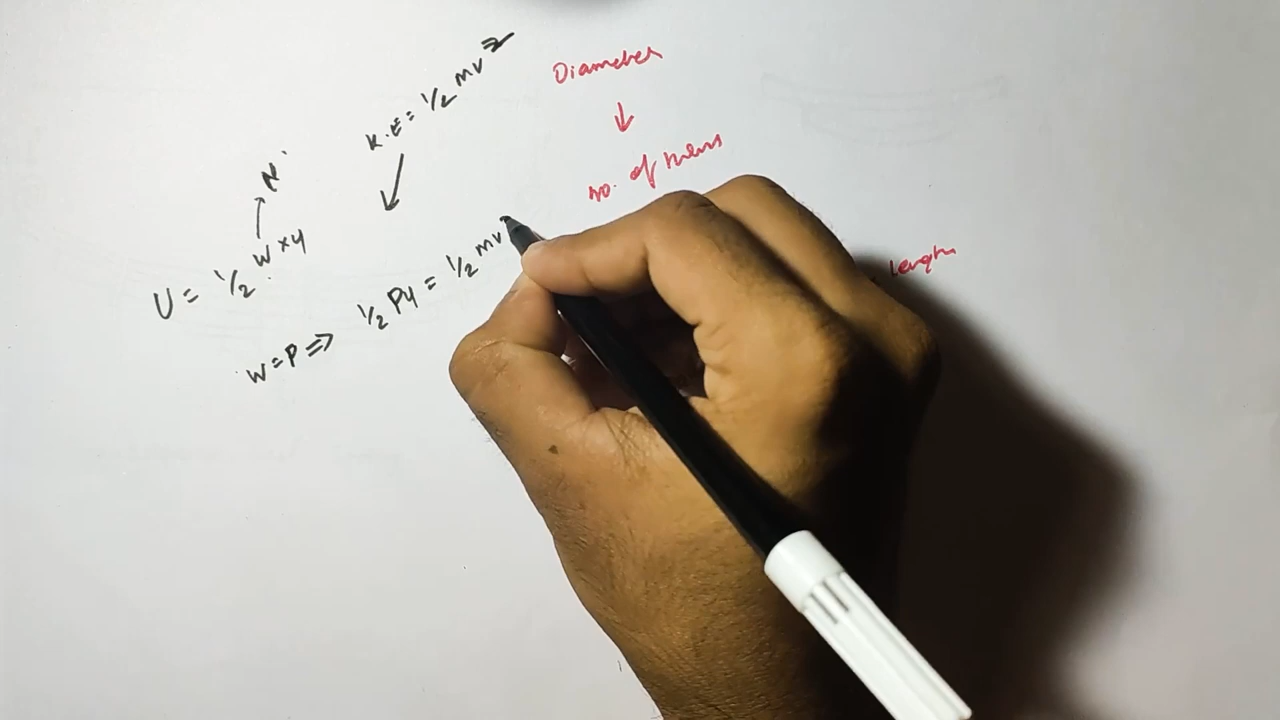 K.E = 1/2 mv2
Diameter
↓
no. of turns
N
U = 1/2 W × y
Length
W = P ⇒ 1/2 Py = 1/2 mv